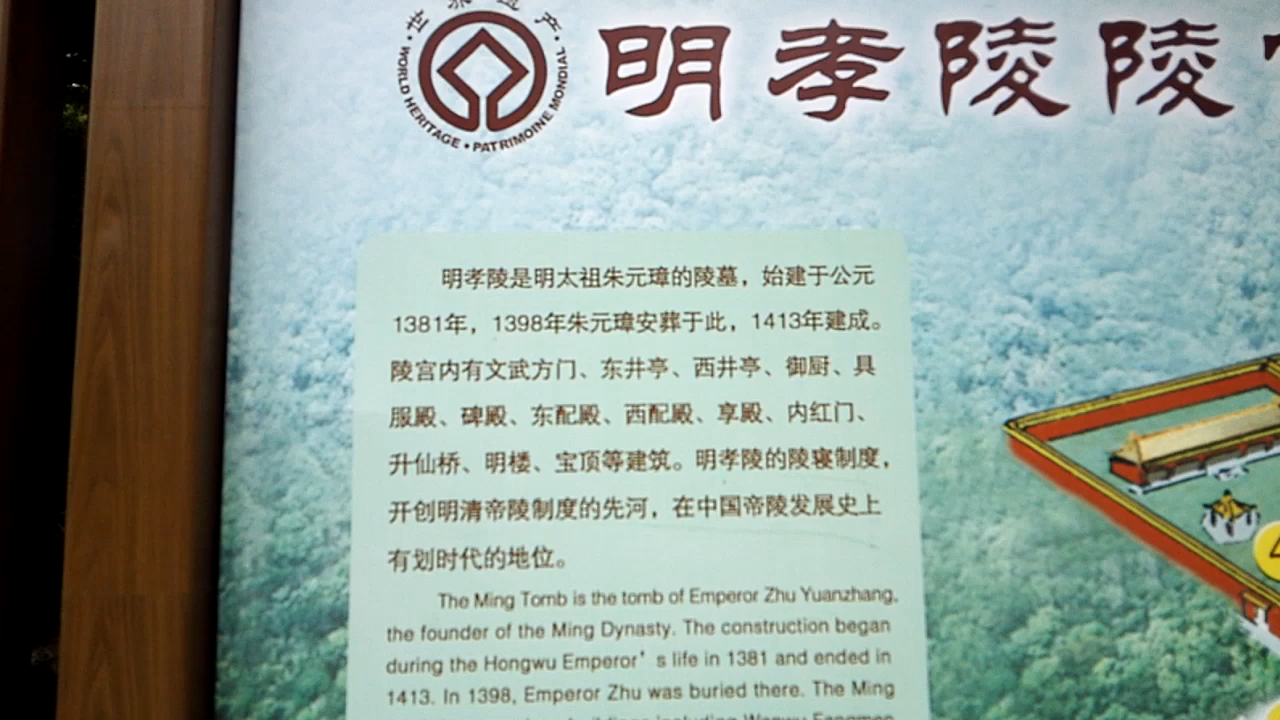 世界遗产
WORLD HERITAGE • PATRIMOINE MONDIAL
明孝陵陵
明孝陵是明太祖朱元璋的陵墓，始建于公元
1381年，1398年朱元璋安葬于此，1413年建成。
陵宫内有文武方门、东井亭、西井亭、御厨、具
服殿、碑殿、东配殿、西配殿、享殿、内红门、
升仙桥、明楼、宝顶等建筑。明孝陵的陵寝制度，
开创明清帝陵制度的先河，在中国帝陵发展史上
有划时代的地位。
The Ming Tomb is the tomb of Emperor Zhu Yuanzhang,
the founder of the Ming Dynasty. The construction began
during the Hongwu Emperor's life in 1381 and ended in
1413. In 1398, Emperor Zhu was buried there. The Ming